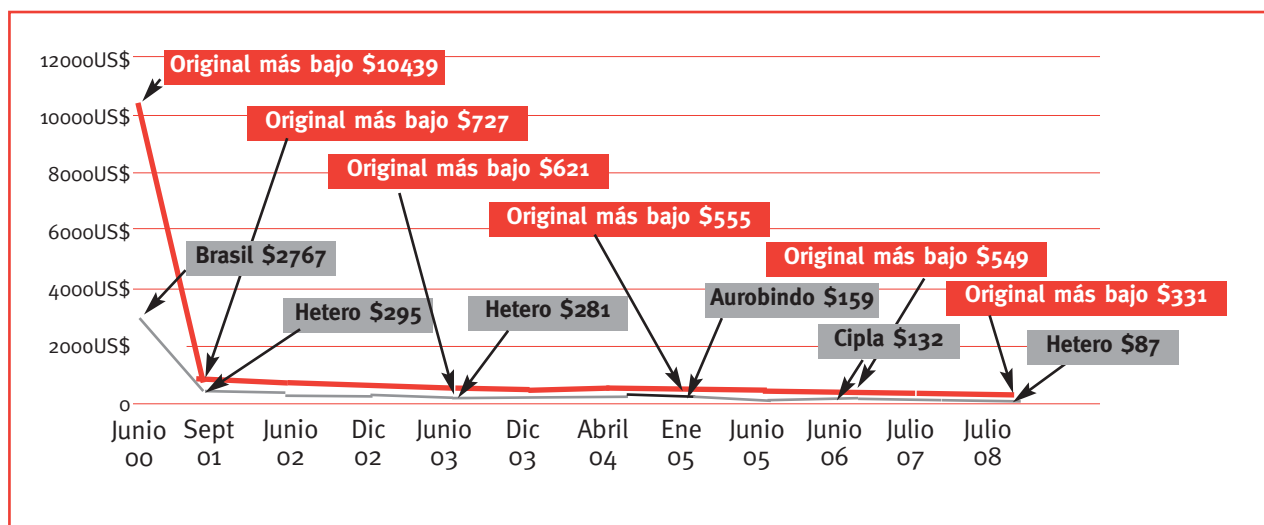 12000US$
Original más bajo $10439
10000US$
Original más bajo $727
8000US$
Original más bajo $621
6000US$
Original más bajo $555
Brasil $2767
Original más bajo $549
4000US$
Aurobindo $159
Original más bajo $331
Hetero $295
Hetero $281
2000US$
Cipla $132
Hetero $87
0
Junio
00
Sept
01
Junio
02
Dic
02
Junio
03
Dic
03
Abril
04
Ene
05
Junio
05
Junio
06
Julio
07
Julio
08